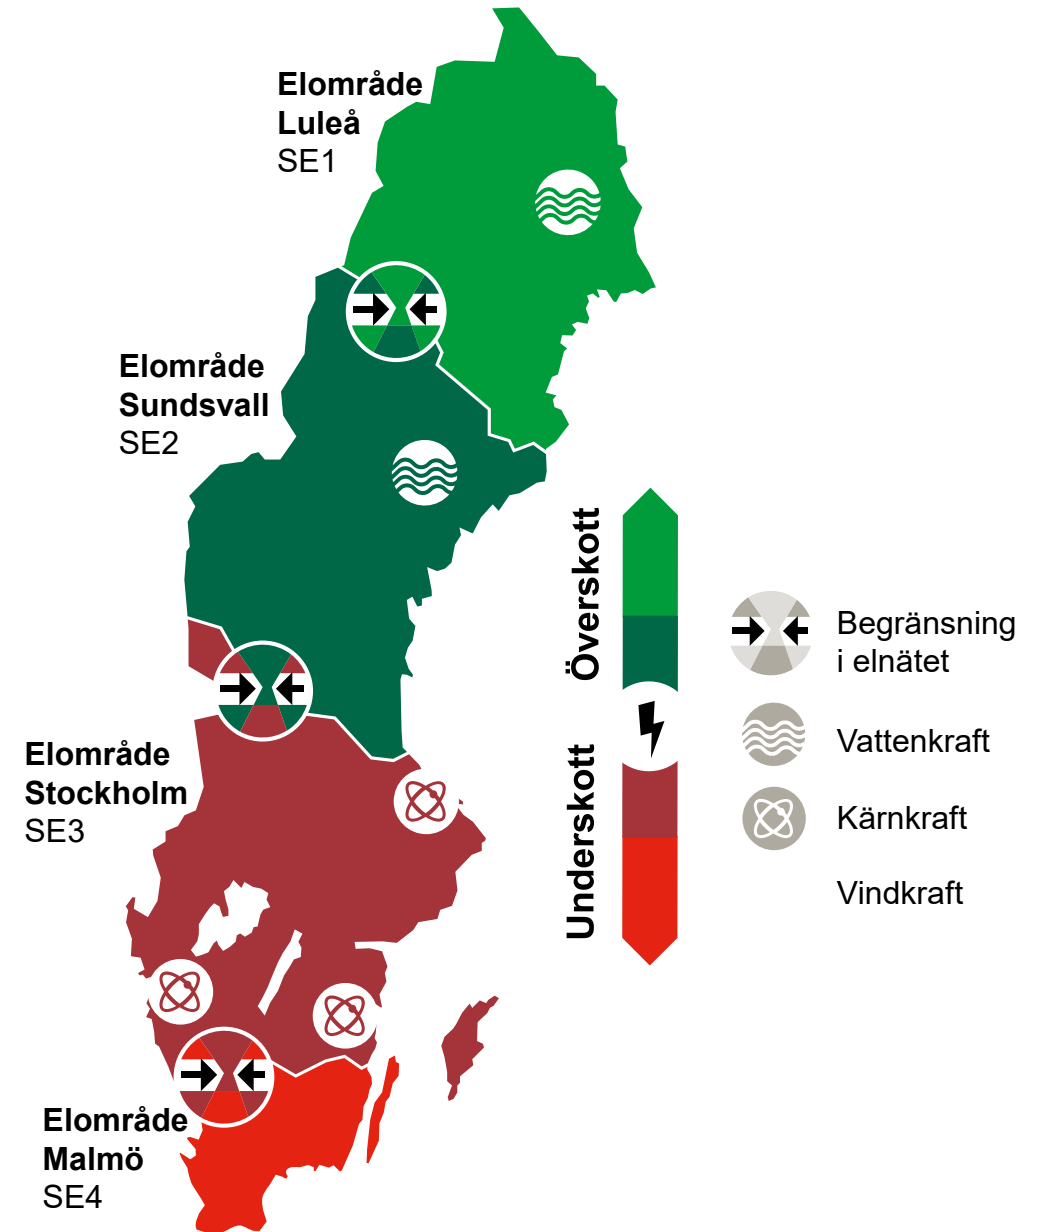 Elområde
Luleå
SE1
Elområde
Sundsvall
SE2
Överskott
Underskott
Begränsning
i elnätet
Vattenkraft
Kärnkraft
Vindkraft
Elområde
Stockholm
SE3
Elområde
Malmö
SE4